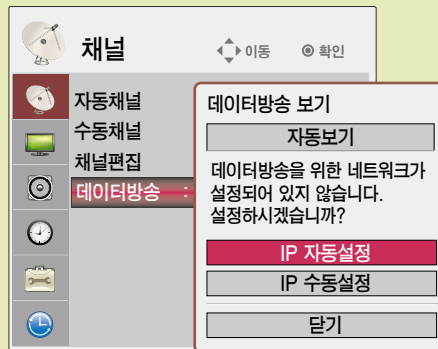 채널
이동
확인
자동채널
수동채널
채널편집
데이터방송 :
데이터방송 보기
자동보기
데이터방송을 위한 네트워크가
설정되어 있지 않습니다.
설정하시겠습니까?
IP 자동설정
IP 수동설정
닫기